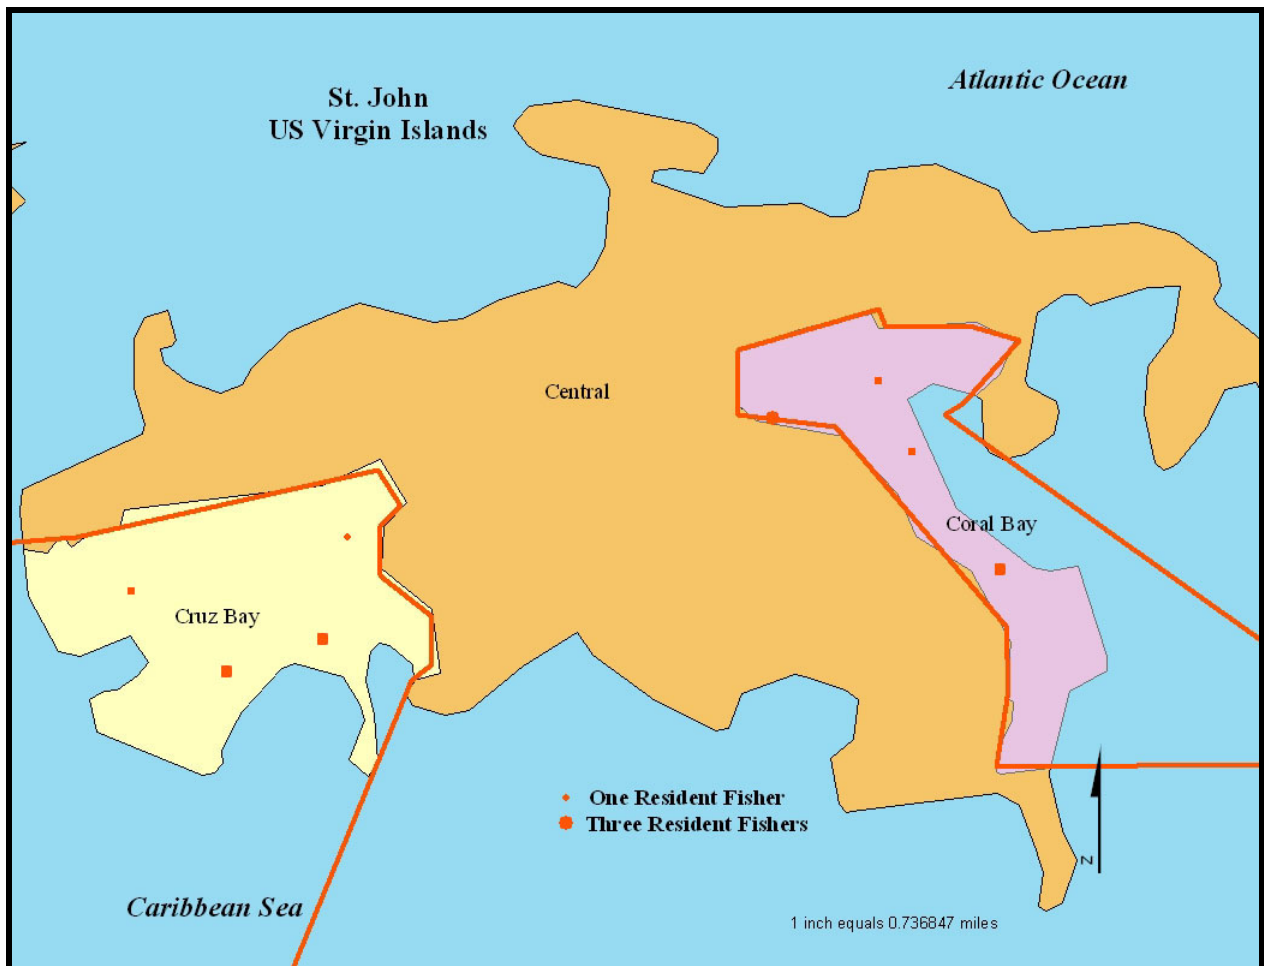 Atlantic Ocean
St. John
US Virgin Islands
Central
Coral Bay
Cruz Bay
One Resident Fisher
Three Resident Fishers
Z
Caribbean Sea
1 inch equals 0.736847 miles